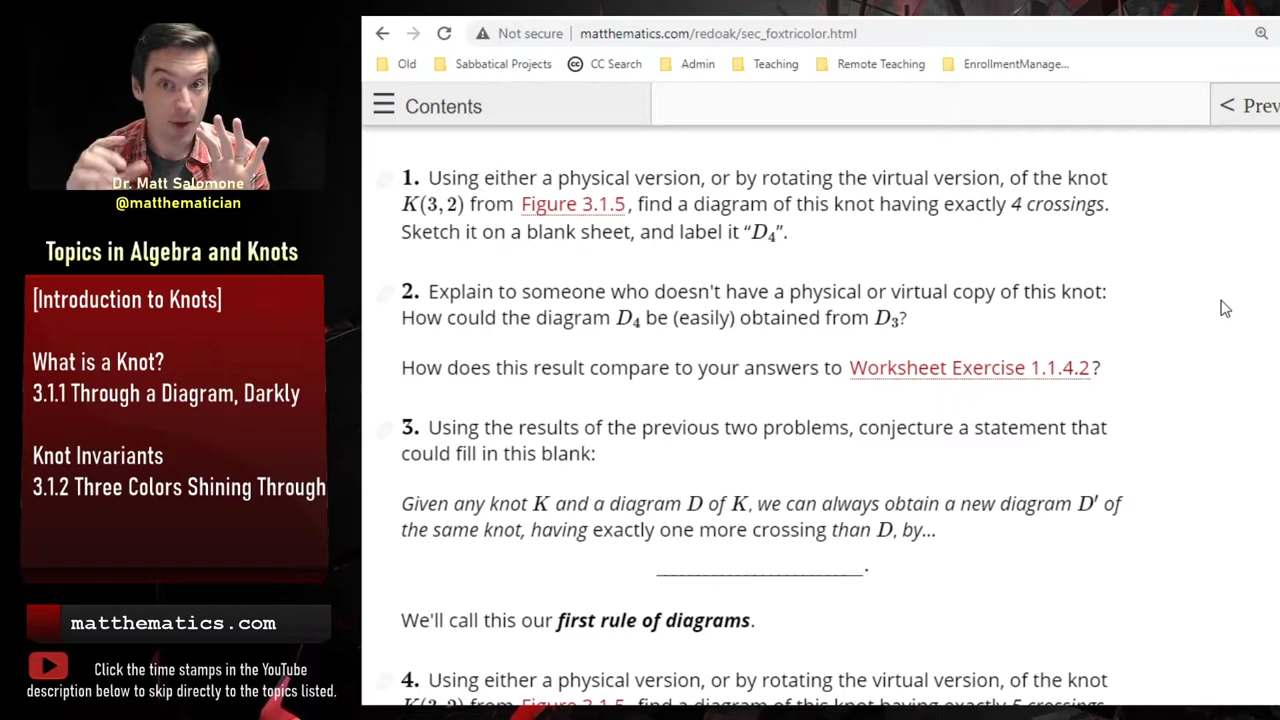 Dr. Matt Salomone
@matthematician
Topics in Algebra and Knots
[Introduction to Knots]
What is a Knot?
3.1.1 Through a Diagram, Darkly
Knot Invariants
3.1.2 Three Colors Shining Through
matthematics.com
Click the time stamps in the YouTube
description below to skip directly to the topics listed.
Not secure | matthematics.com/redoak/sec_foxtricolor.html
Old Sabbatical Projects CC Search Admin Teaching Remote Teaching EnrollmentManage...
Contents
< Prev
1. Using either a physical version, or by rotating the virtual version, of the knot
K(3, 2) from Figure 3.1.5, find a diagram of this knot having exactly 4 crossings.
Sketch it on a blank sheet, and label it “D₄”.
2. Explain to someone who doesn't have a physical or virtual copy of this knot:
How could the diagram D₄ be (easily) obtained from D₃?
How does this result compare to your answers to Worksheet Exercise 1.1.4.2?
3. Using the results of the previous two problems, conjecture a statement that
could fill in this blank:
Given any knot K and a diagram D of K, we can always obtain a new diagram D′ of
the same knot, having exactly one more crossing than D, by...
_________________________.
We'll call this our first rule of diagrams.
4. Using either a physical version, or by rotating the virtual version, of the knot
K(3, 2) from Figure 3.1.5, find a diagram of this knot having exactly 5 crossings.